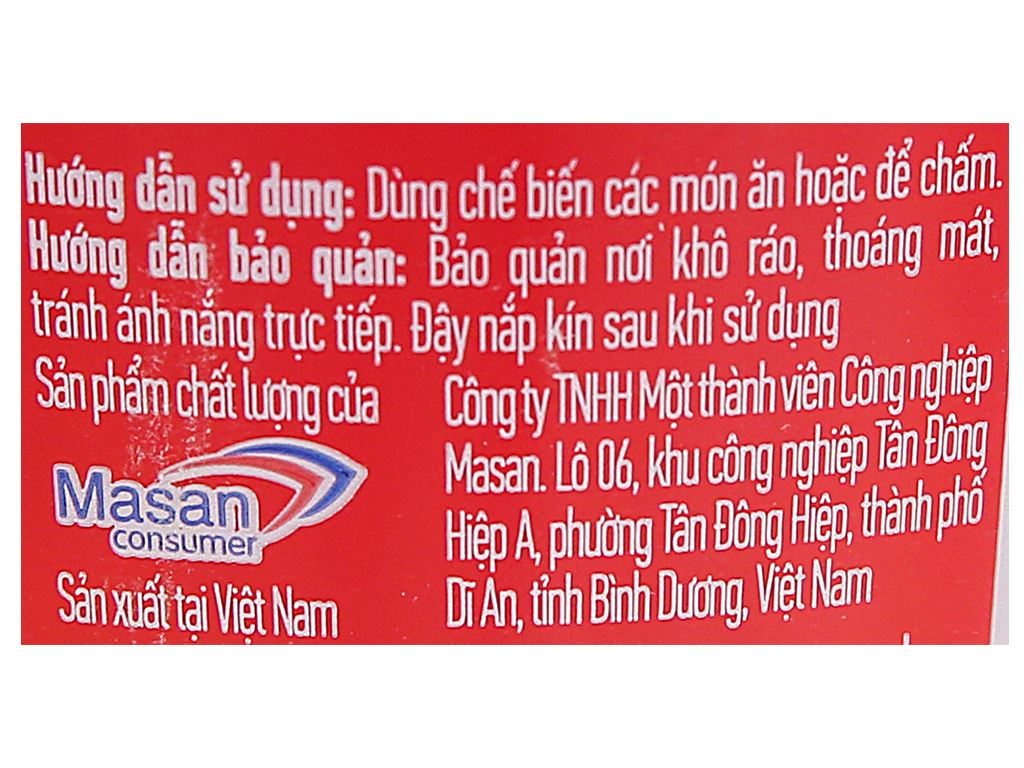 Hướng dẫn sử dụng: Dùng chế biến các món ăn hoặc để chấm.
Hướng dẫn bảo quản: Bảo quản nơi khô ráo, thoáng mát,
tránh ánh nắng trực tiếp. Đậy nắp kín sau khi sử dụng
Sản phẩm chất lượng của
Masan
consumer
Sản xuất tại Việt Nam
Công ty TNHH Một thành viên Công nghiệp
Masan. Lô 06, khu công nghiệp Tân Đông
Hiệp A, phường Tân Đông Hiệp, thành phố
Dĩ An, tỉnh Bình Dương, Việt Nam